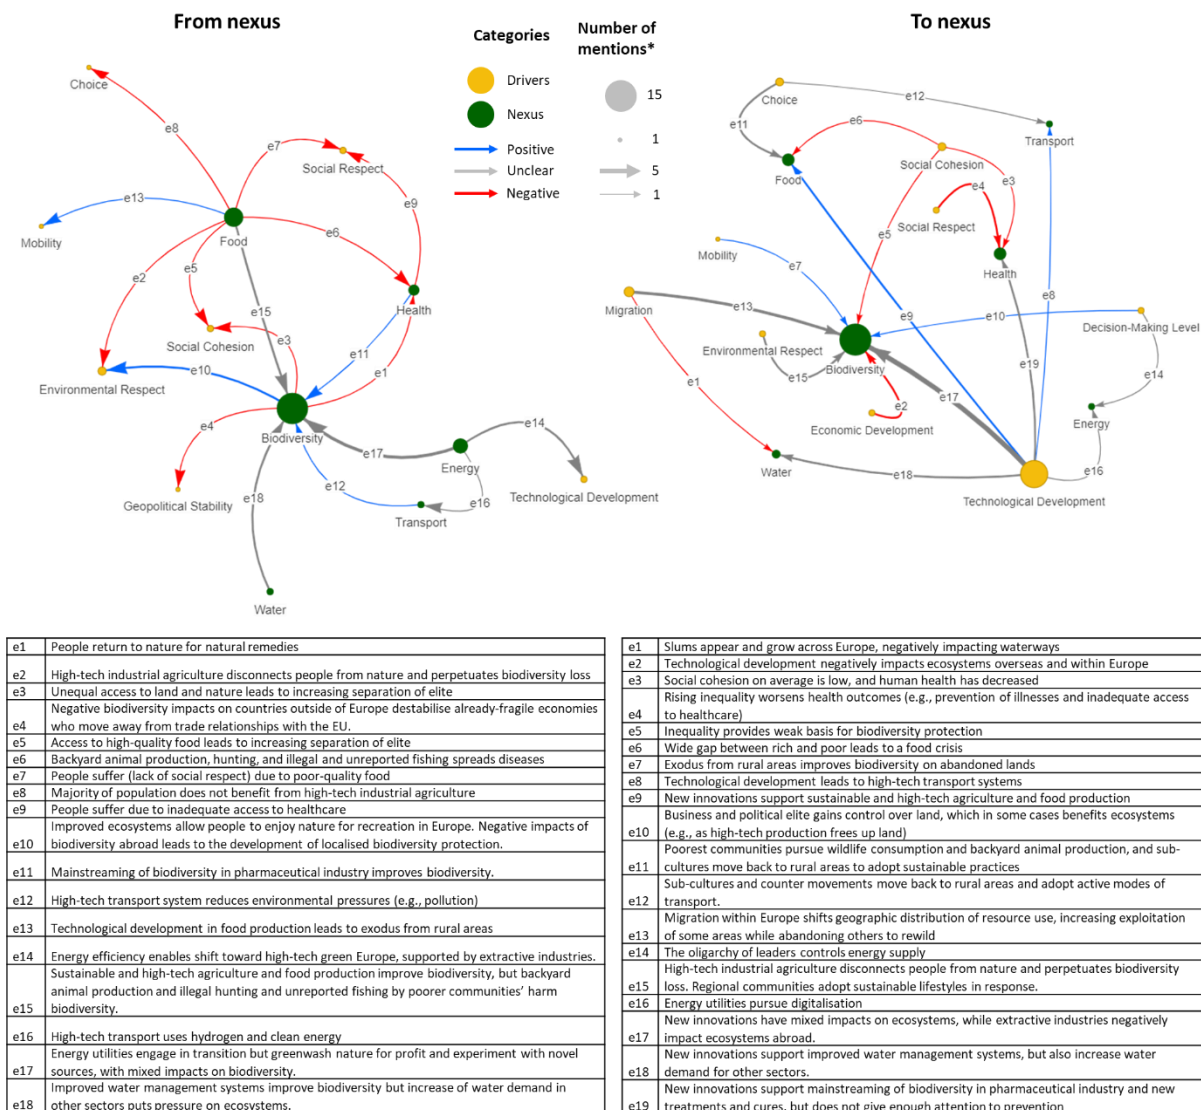 From nexus
To nexus
Categories
Number of
mentions*
Drivers
Nexus
Positive
Unclear
Negative
15
1
5
1
Choice
e8
e7
Social Respect
e13
Mobility
Food
e9
e6
e2
e5
e15
Health
Social Cohesion
e3
e11
Environmental Respect
e10
e1
e4
Biodiversity
e17
e14
Energy
Geopolitical Stability
e18
e12
e16
Technological Development
Transport
Water
Choice
e12
e11
e6
Transport
Social Cohesion
Food
e3
e4
Social Respect
e5
Mobility
e7
Health
e13
e8
Migration
e9
e10
Decision-Making Level
Environmental Respect
e15
Biodiversity
e19
e14
e1
e2
e17
Economic Development
Energy
Water
e18
e16
Technological Development
e1 People return to nature for natural remedies
e2 High-tech industrial agriculture disconnects people from nature and perpetuates biodiversity loss
e3 Unequal access to land and nature leads to increasing separation of elite
Negative biodiversity impacts on countries outside of Europe destabilise already-fragile economies
e4 who move away from trade relationships with the EU.
e5 Access to high-quality food leads to increasing separation of elite
e6 Backyard animal production, hunting, and illegal and unreported fishing spreads diseases
e7 People suffer (lack of social respect) due to poor-quality food
e8 Majority of population does not benefit from high-tech industrial agriculture
e9 People suffer due to inadequate access to healthcare
Improved ecosystems allow people to enjoy nature for recreation in Europe. Negative impacts of
e10 biodiversity abroad leads to the development of localised biodiversity protection.
e11 Mainstreaming of biodiversity in pharmaceutical industry improves biodiversity.
e12 High-tech transport system reduces environmental pressures (e.g., pollution)
e13 Technological development in food production leads to exodus from rural areas
e14 Energy efficiency enables shift toward high-tech green Europe, supported by extractive industries.
Sustainable and high-tech agriculture and food production improve biodiversity, but backyard
animal production and illegal hunting and unreported fishing by poorer communities' harm
e15 biodiversity.
e16 High-tech transport uses hydrogen and clean energy
Energy utilities engage in transition but greenwash nature for profit and experiment with novel
e17 sources, with mixed impacts on biodiversity.
Improved water management systems improve biodiversity but increase of water demand in
e18 other sectors puts pressure on ecosystems.
e1 Slums appear and grow across Europe, negatively impacting waterways
e2 Technological development negatively impacts ecosystems overseas and within Europe
e3 Social cohesion on average is low, and human health has decreased
Rising inequality worsens health outcomes (e.g., prevention of illnesses and inadequate access
e4 to healthcare)
e5 Inequality provides weak basis for biodiversity protection
e6 Wide gap between rich and poor leads to a food crisis
e7 Exodus from rural areas improves biodiversity on abandoned lands
e8 Technological development leads to high-tech transport systems
e9 New innovations support sustainable and high-tech agriculture and food production
Business and political elite gains control over land, which in some cases benefits ecosystems
e10 (e.g., as high-tech production frees up land)
Poorest communities pursue wildlife consumption and backyard animal production, and sub-
e11 cultures move back to rural areas to adopt sustainable practices
Sub-cultures and counter movements move back to rural areas and adopt active modes of
e12 transport.
Migration within Europe shifts geographic distribution of resource use, increasing exploitation
e13 of some areas while abandoning others to rewild
e14 The oligarchy of leaders controls energy supply
High-tech industrial agriculture disconnects people from nature and perpetuates biodiversity
e15 loss. Regional communities adopt sustainable lifestyles in response.
e16 Energy utilities pursue digitalisation
New innovations have mixed impacts on ecosystems, while extractive industries negatively
e17 impact ecosystems abroad.
New innovations support improved water management systems, but also increase water
e18 demand for other sectors.
New innovations support mainstreaming of biodiversity in pharmaceutical industry and new
e19 treatments and cures, but does not give enough attention to prevention